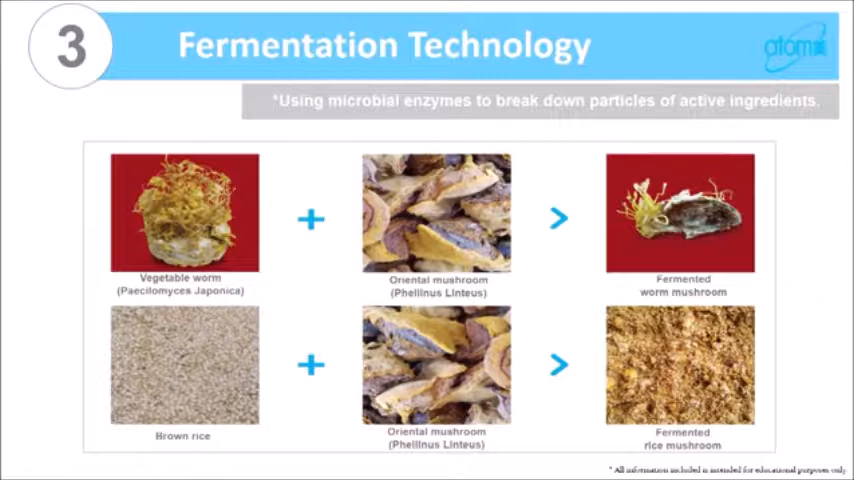 3
Fermentation Technology
atomi
*Using microbial enzymes to break down particles of active ingredients.
+
>
Vegetable worm
(Paecilomyces Japonica)
Oriental mushroom
(Phellinus Linteus)
Fermented
worm mushroom
+
>
Brown rice
Oriental mushroom
(Phellinus Linteus)
Fermented
rice mushroom
* All information included is intended for educational purposes only